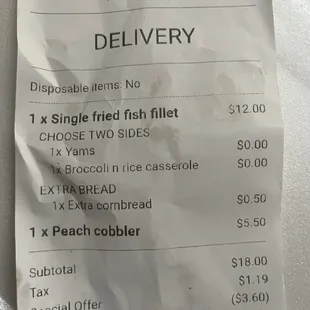 DELIVERY
Disposable items: No
1 x Single fried fish fillet $12.00
CHOOSE TWO SIDES
1x Yams $0.00
1x Broccoli n rice casserole $0.00
EXTRA BREAD
1x Extra cornbread $0.50
1 x Peach cobbler $5.50
Subtotal $18.00
Tax $1.19
Special Offer ($3.60)